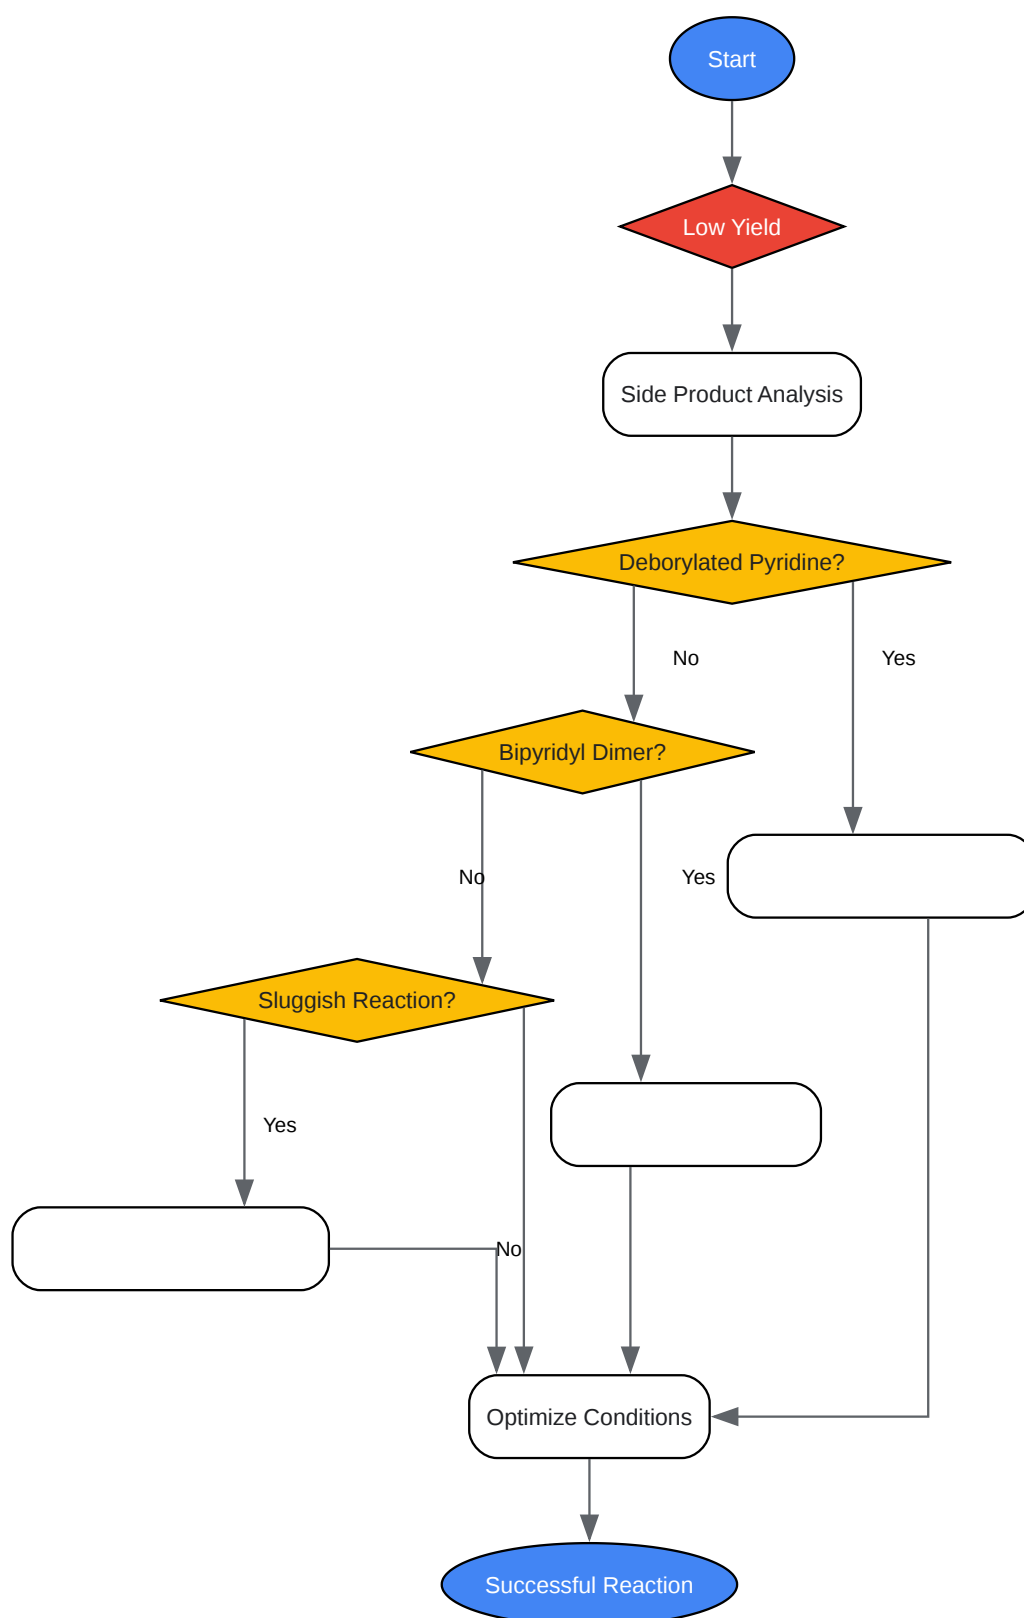 Start
Low Yield
Side Product Analysis
Deborylated Pyridine?
No
Yes
Bipyridyl Dimer?
No
Yes
Sluggish Reaction?
Yes
No
Optimize Conditions
Successful Reaction